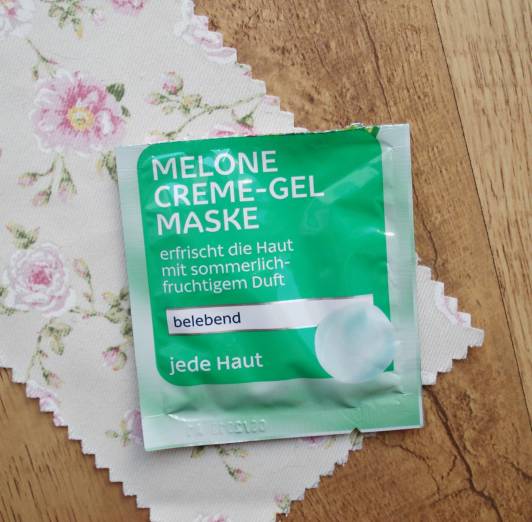 MELONE
CREME-GEL
MASKE
erfrischt die Haut
mit sommerlich-
fruchtigem Duft
belebend
jede Haut